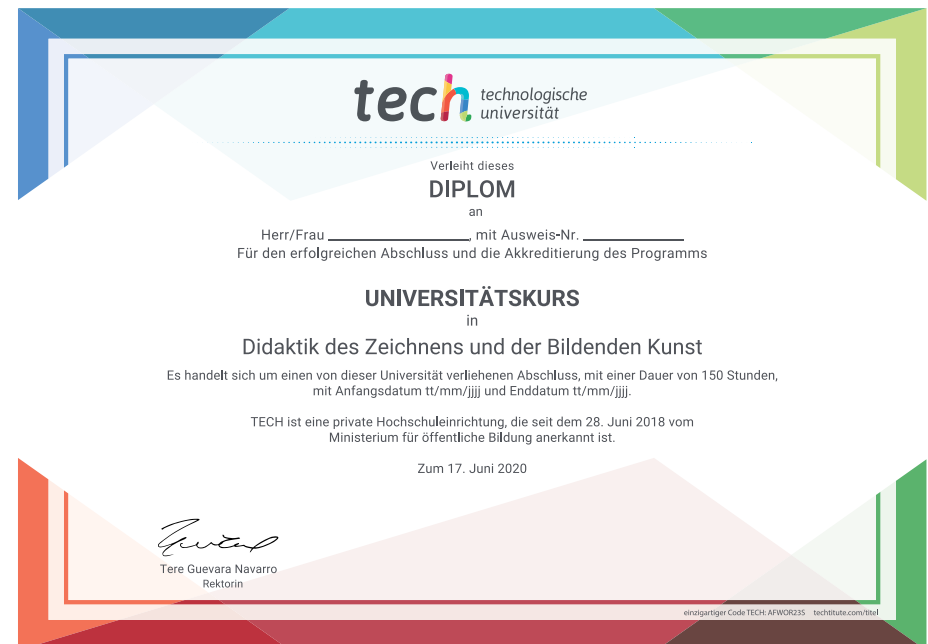 tech technologische
universität
Verleiht dieses
DIPLOM
an
Herr/Frau ________________, mit Ausweis-Nr. ____________
Für den erfolgreichen Abschluss und die Akkreditierung des Programms
UNIVERSITÄTSKURS
in
Didaktik des Zeichnens und der Bildenden Kunst
Es handelt sich um einen von dieser Universität verliehenen Abschluss, mit einer Dauer von 150 Stunden,
mit Anfangsdatum tt/mm/jjjj und Enddatum tt/mm/jjjj.
TECH ist eine private Hochschuleinrichtung, die seit dem 28. Juni 2018 vom
Ministerium für öffentliche Bildung anerkannt ist.
Zum 17. Juni 2020
Tere Guevara Navarro
Rektorin
einzigartiger Code TECH: AFWOR235 techtitute.com/titel